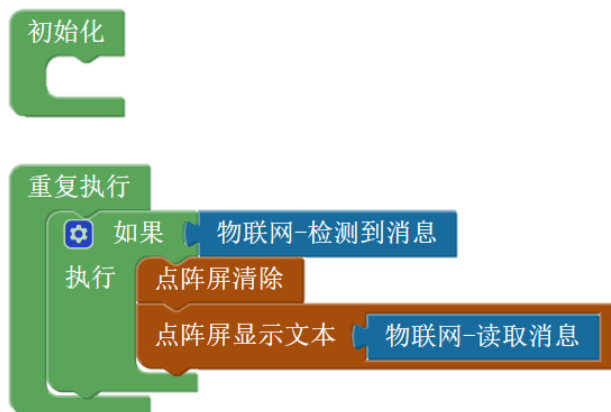 初始化
重复执行
如果 物联网-检测到消息
执行 点阵屏清除
点阵屏显示文本 物联网-读取消息